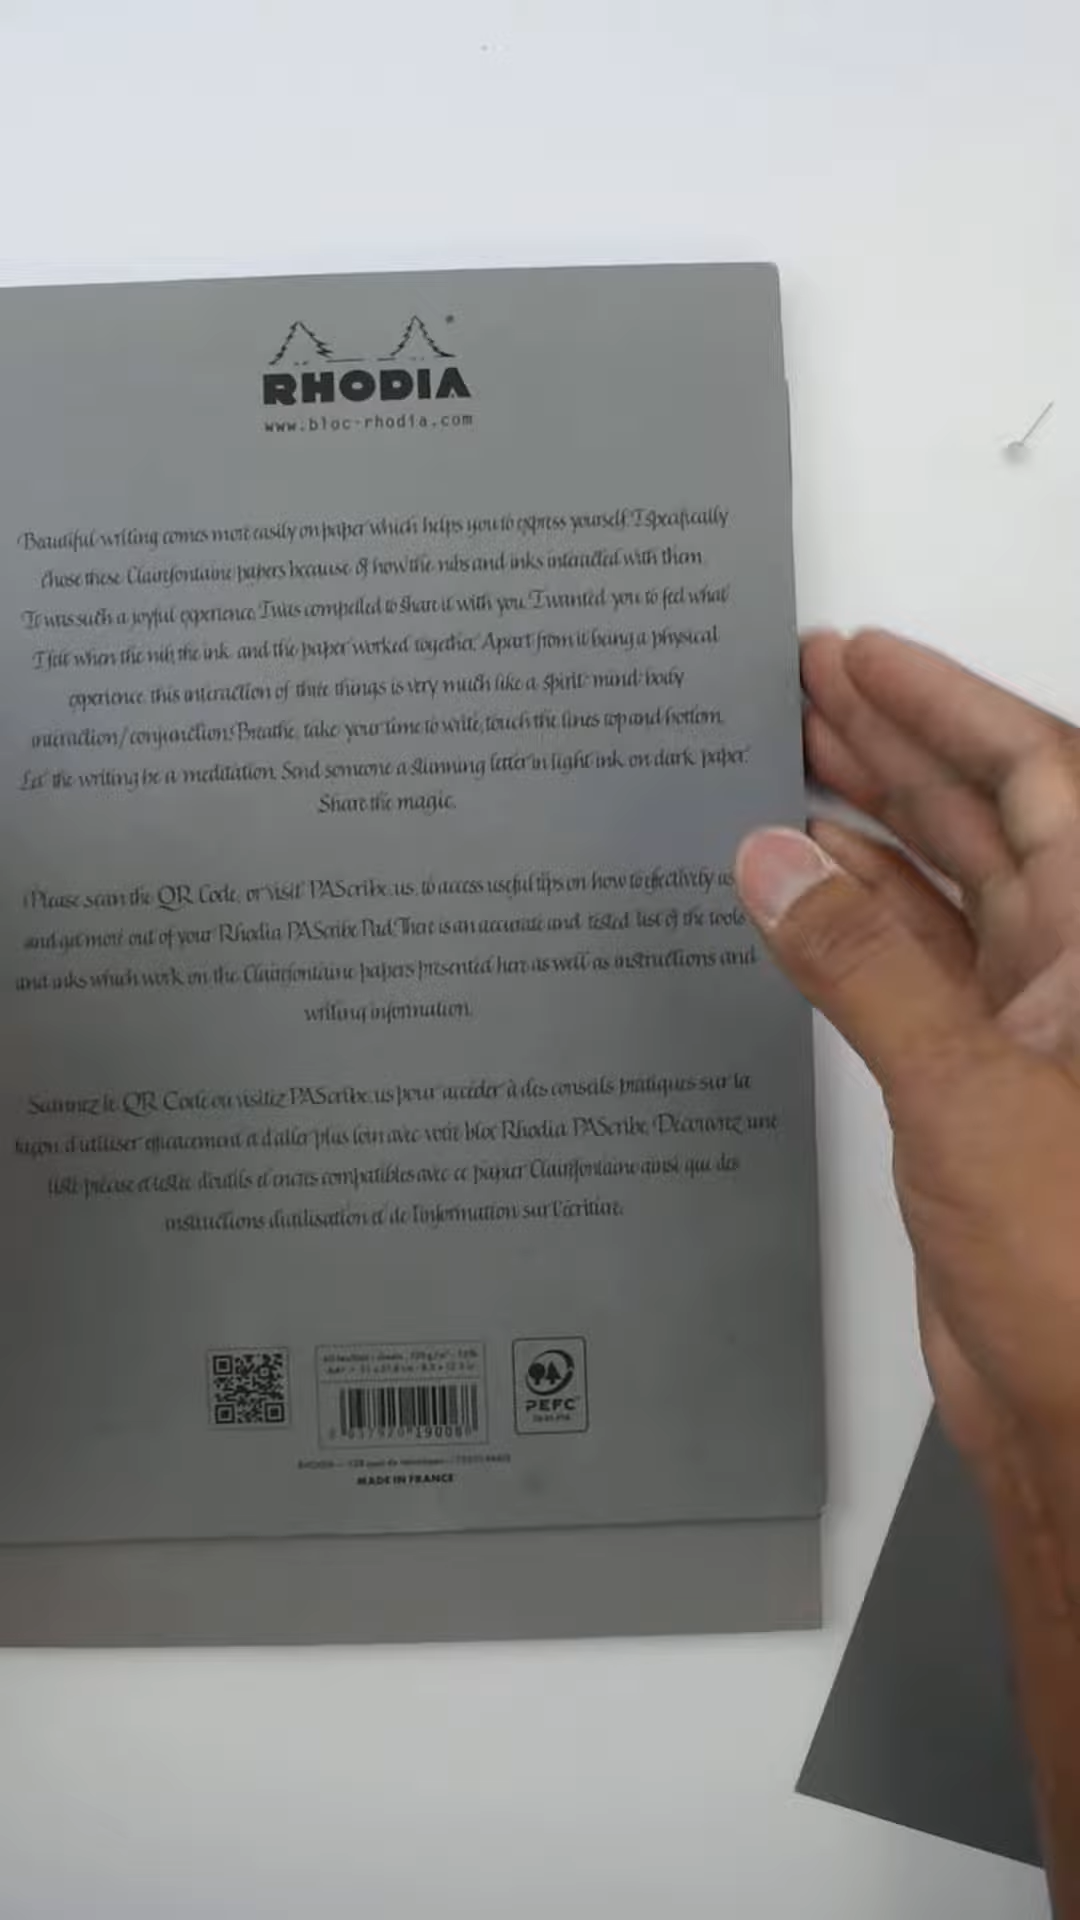 RHODIA
www.bloc-rhodia.com
Beautiful writing comes more easily on paper which helps you to express yourself. I specifically
chose these Clairefontaine papers because of how the nibs and inks interacted with them.
It was such a joyful experience, I was compelled to share it with you. I wanted you to feel what
I felt when the nib, the ink, and the paper worked together. Apart from it being a physical
experience, this interaction of three things is very much like a spirit mind body
interaction/conjunction. Breathe, take your time to write, touch the lines top and bottom.
Let the writing be a meditation. Send someone a stunning letter in light ink on dark paper.
Share the magic.
Please scan the QR Code, or visit PAScribe.us, to access useful tips on how to effectively
and get more out of your Rhodia PAScribe Pad. There is an accurate and tested list of the tools
and inks which work on the Clairefontaine papers presented here as well as instructions and
writing information.
Scannez le QR Code ou visitez PAScribe.us pour accéder à des conseils pratiques sur la
façon d'utiliser efficacement et d'aller plus loin avec votre bloc Rhodia PAScribe. Découvrez une
liste précise et testée d'outils et d'encres compatibles avec ce papier Clairefontaine ainsi que des
instructions d'utilisation et de l'information sur l'écriture.
PEFC
MADE IN FRANCE